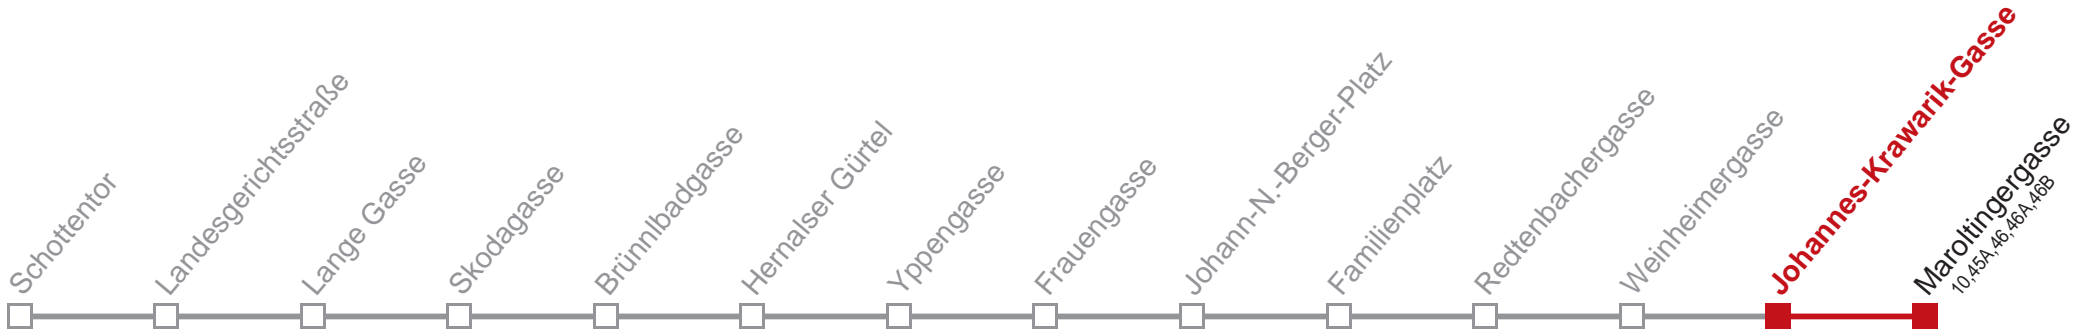 Schottentor
Landesgerichtsstraße
Lange Gasse
Skodagasse
Brünnlbadgasse
Hernalser Gürtel
Yppengasse
Frauengasse
Johann-N.-Berger-Platz
Familienplatz
Redtenbachergasse
Weinheimergasse
Johannes-Krawarik-Gasse
Maroltingergasse
10,45A,46,46A,46B